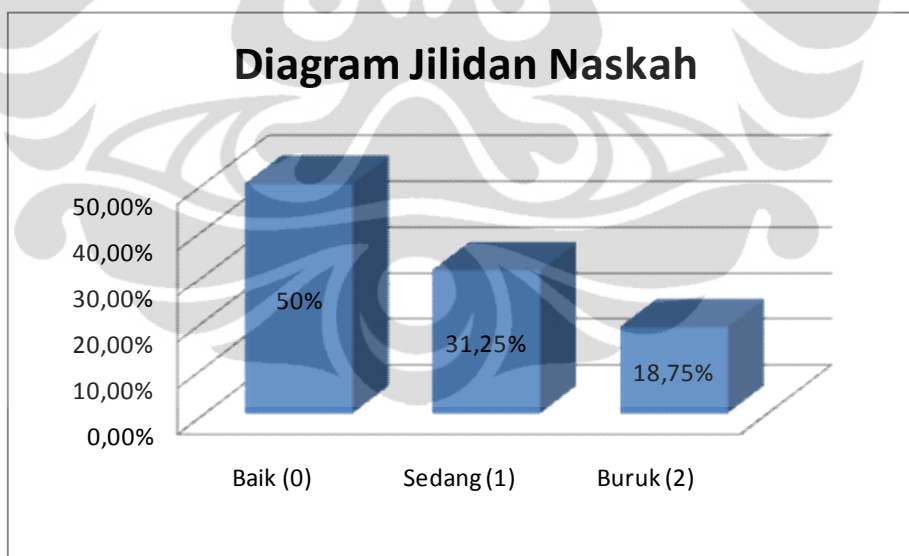 Diagram Jilidan Naskah
50,00%
40,00%
30,00%
20,00%
10,00%
0,00%
50%
31,25%
18,75%
Baik (0)
Sedang (1)
Buruk (2)